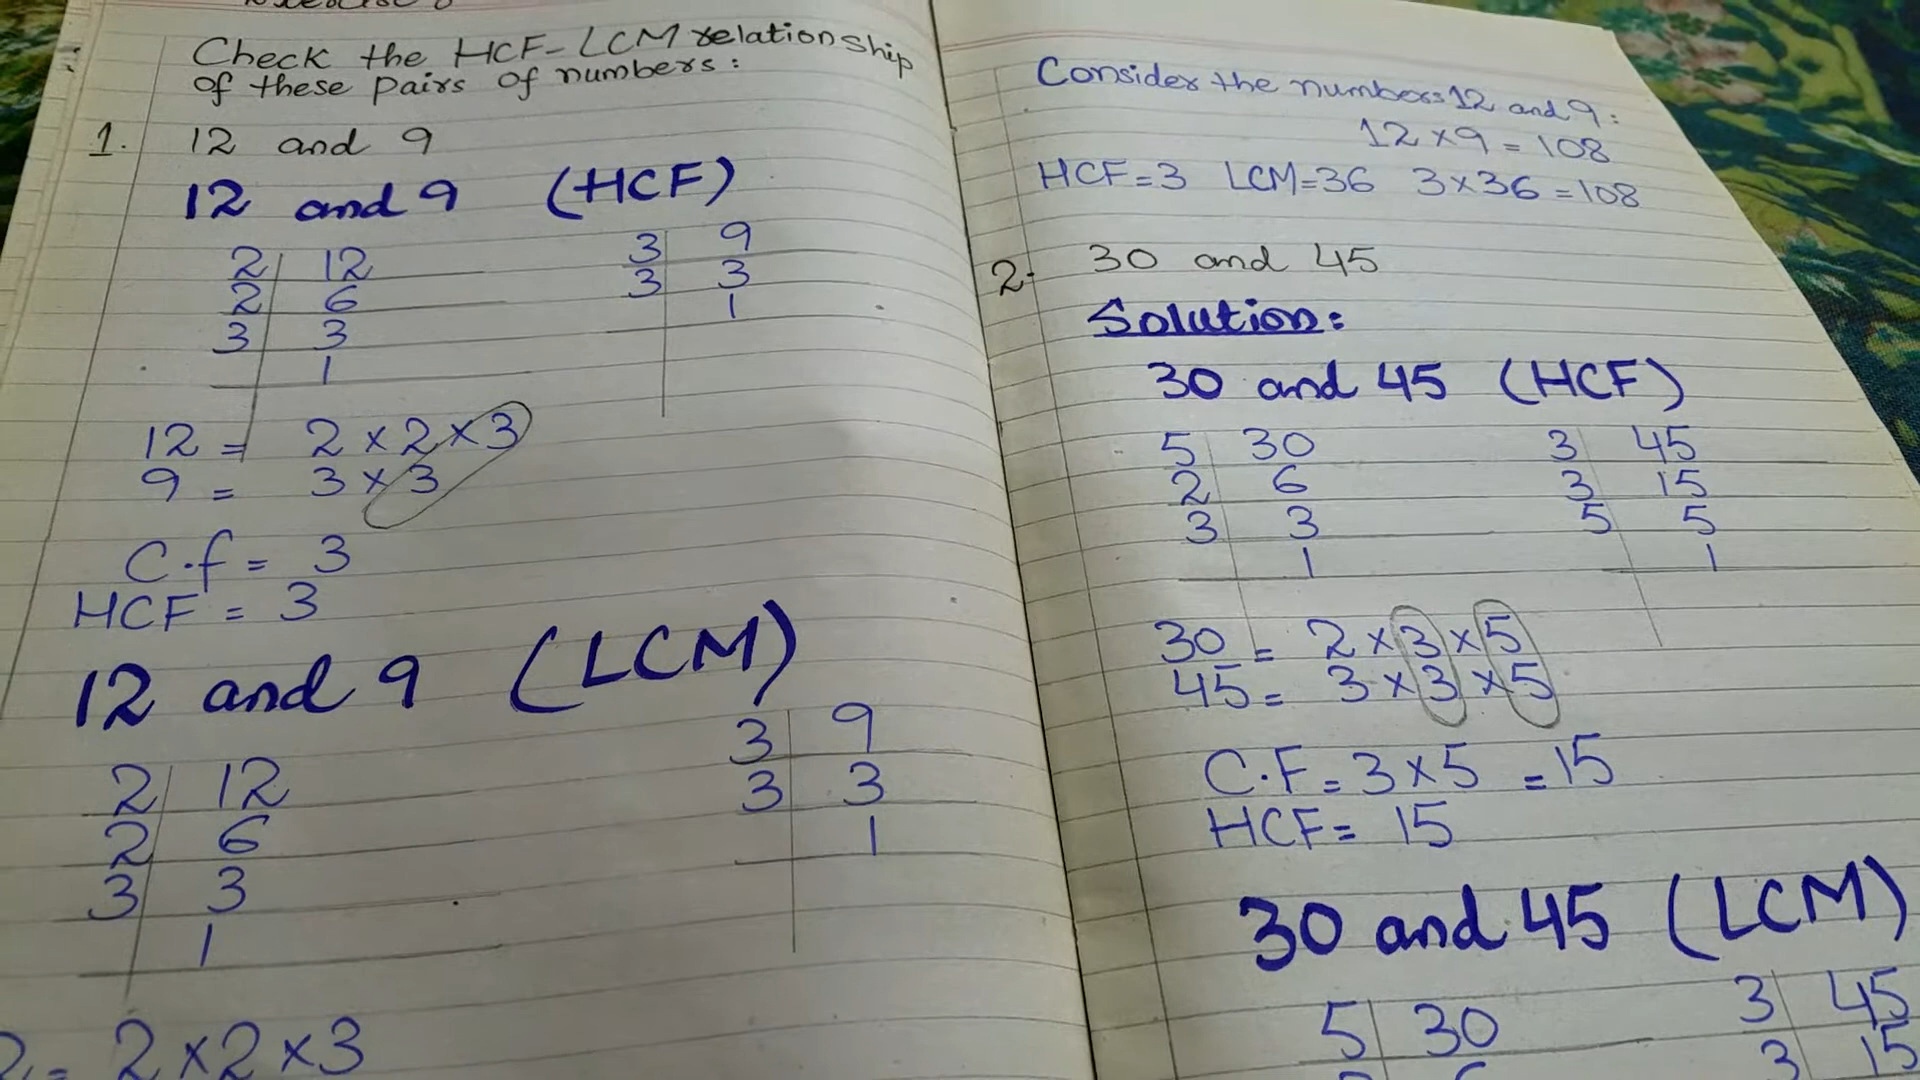 Check the HCF-LCM relationship
of these pairs of numbers:
1. 12 and 9
12 and 9 (HCF)
2 12
2 6
3 3
1
3 9
3 3
1
12 = 2 × 2 × 3
9 = 3 × 3
C.f = 3
HCF = 3
12 and 9 (LCM)
2 12
2 6
3 3
1
3 9
3 3
1
= 2 × 2 × 3
Consider the numbers 12 and 9:
12 × 9 = 108
HCF = 3 LCM = 36 3 × 36 = 108
2. 30 and 45
Solution:
30 and 45 (HCF)
5 30
2 6
3 3
1
3 45
3 15
5 5
1
30 = 2 × 3 × 5
45 = 3 × 3 × 5
C.F = 3 × 5 = 15
HCF = 15
30 and 45 (LCM)
5 30
3 45
3 15